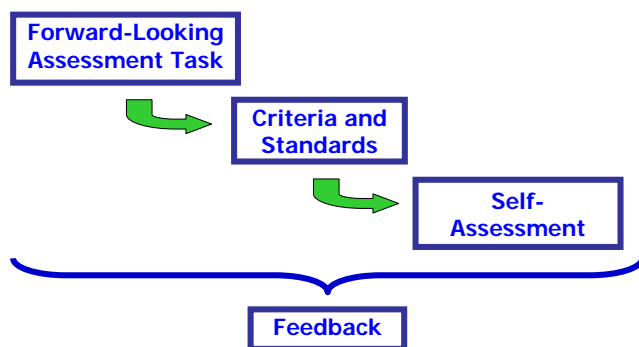 Forward-Looking
Assessment Task
Criteria and
Standards
Self-
Assessment
Feedback